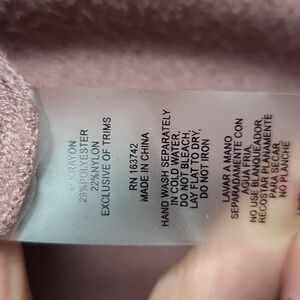 RAYON
29% POLYESTER
22% NYLON
EXCLUSIVE OF TRIMS
RN 163742
MADE IN CHINA
HAND WASH SEPARATELY
IN COLD WATER,
DO NOT BLEACH,
LAY FLAT TO DRY,
DO NOT IRON
LAVAR A MANO
SEPARADAMENTE CON
AGUA FRIA,
NO USE BLANQUEADOR,
RECOSTAR PLANAMENTE
PARA SECAR,
NO PLANCHE